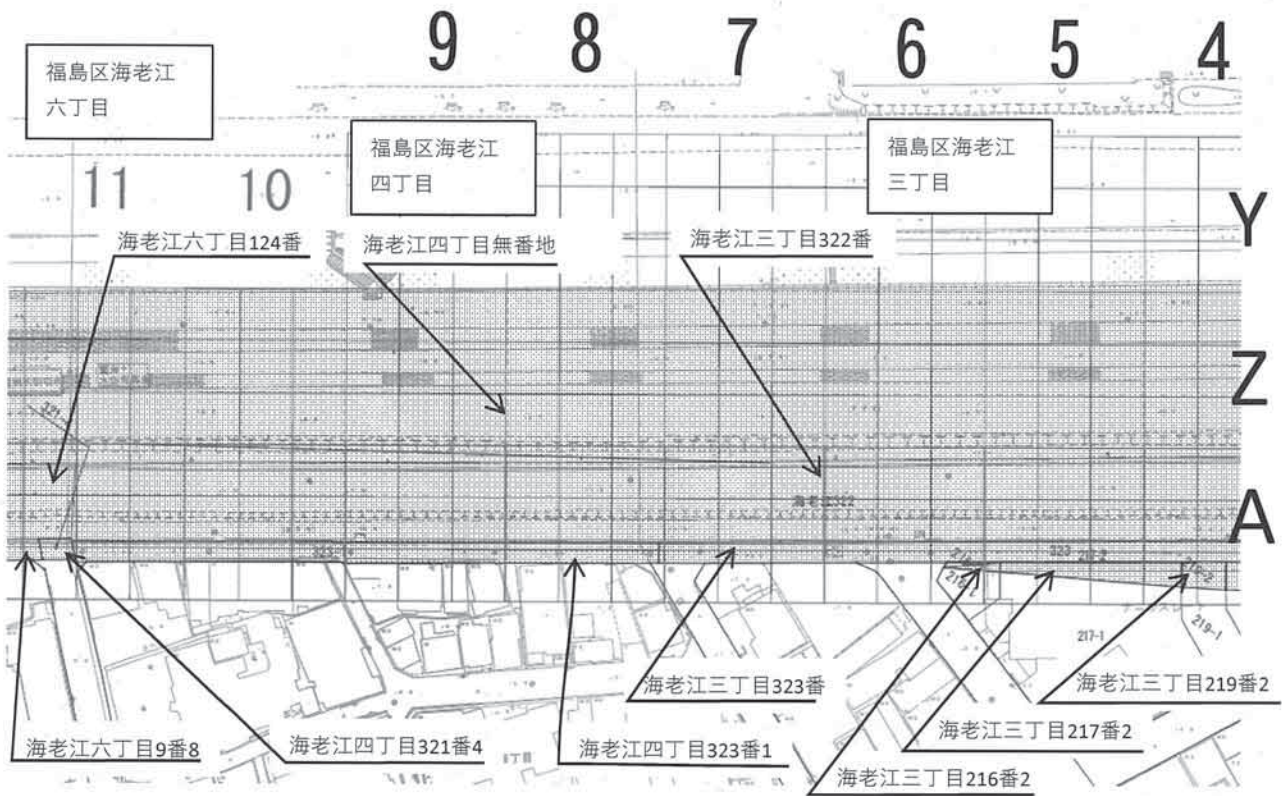 9 8 7 6 5 4
福島区海老江
六丁目
福島区海老江
四丁目
福島区海老江
三丁目
11 10
Y
海老江六丁目124番
海老江四丁目無番地
海老江三丁目322番
Z
A
323
217-1
219-1
海老江三丁目323番
海老江三丁目219番2
海老江六丁目9番8
海老江四丁目321番4
海老江四丁目323番1
海老江三丁目217番2
海老江三丁目216番2